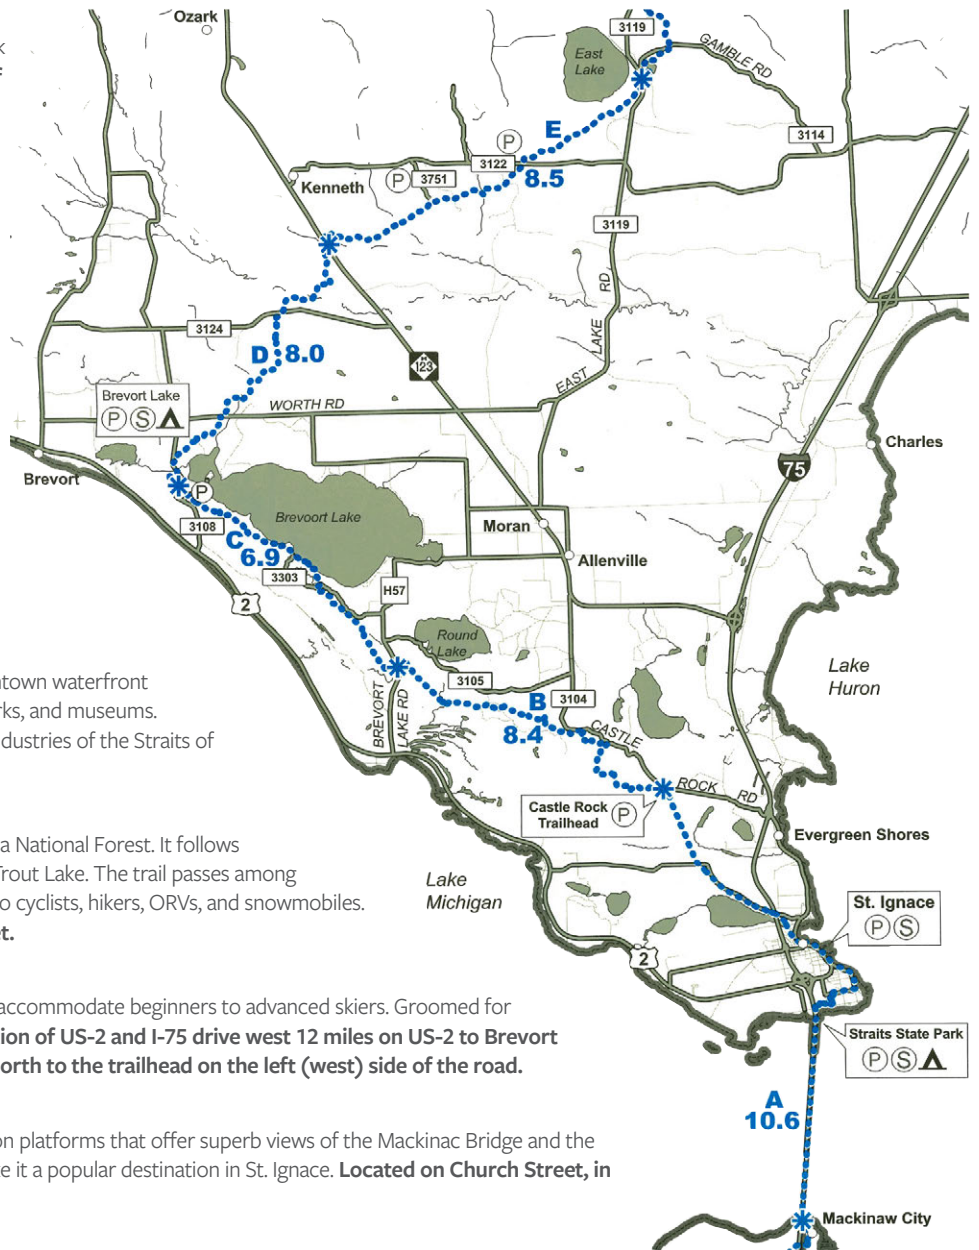 Ozark
3119
GAMBLE RD
East
Lake
E
3114
P
3122
8.5
P
3751
Kenneth
3119
3124
D
8.0
EAST LAKE RD
123
Brevort Lake
P S
WORTH RD
75
Charles
Brevort
P
Brevoort Lake
Moran
3108
C
6.9
Allenville
3303
H57
2
Round
Lake
Lake
Huron
ntown waterfront
rks, and museums.
ndustries of the Straits of
3105
B
3104
8.4
BREVORT
LAKE RD
CASTLE ROCK RD
Castle Rock
Trailhead
P
Evergreen Shores
a National Forest. It follows
Trout Lake. The trail passes among
o cyclists, hikers, ORVs, and snowmobiles.
et.
Lake
Michigan
St. Ignace
P S
2
accommodate beginners to advanced skiers. Groomed for
ion of US-2 and I-75 drive west 12 miles on US-2 to Brevort
orth to the trailhead on the left (west) side of the road.
Straits State Park
P S
A
10.6
on platforms that offer superb views of the Mackinac Bridge and the
e it a popular destination in St. Ignace. Located on Church Street, in
Mackinaw City